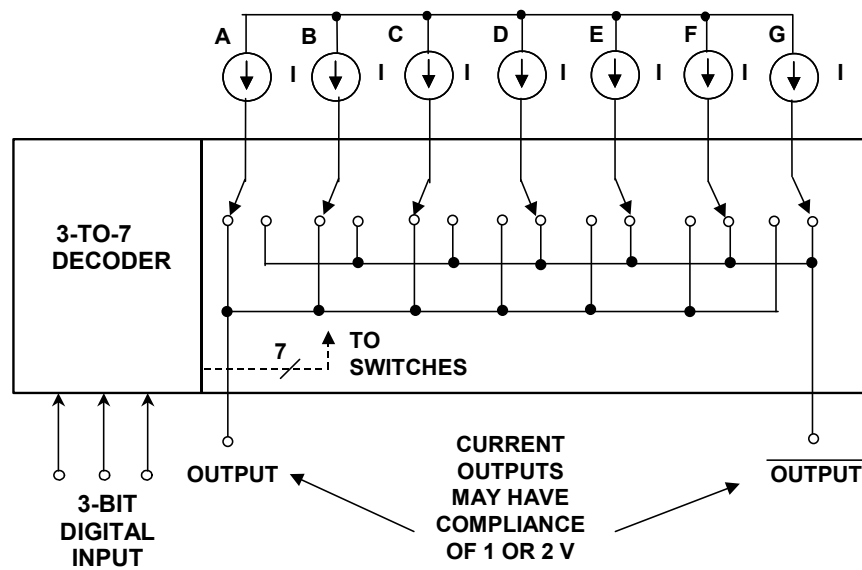 A B C D E F G
I I I I I I I
3-TO-7
DECODER
7
TO
SWITCHES
OUTPUT
CURRENT
OUTPUTS
MAY HAVE
COMPLIANCE
OF 1 OR 2 V
OUTPUT
3-BIT
DIGITAL
INPUT